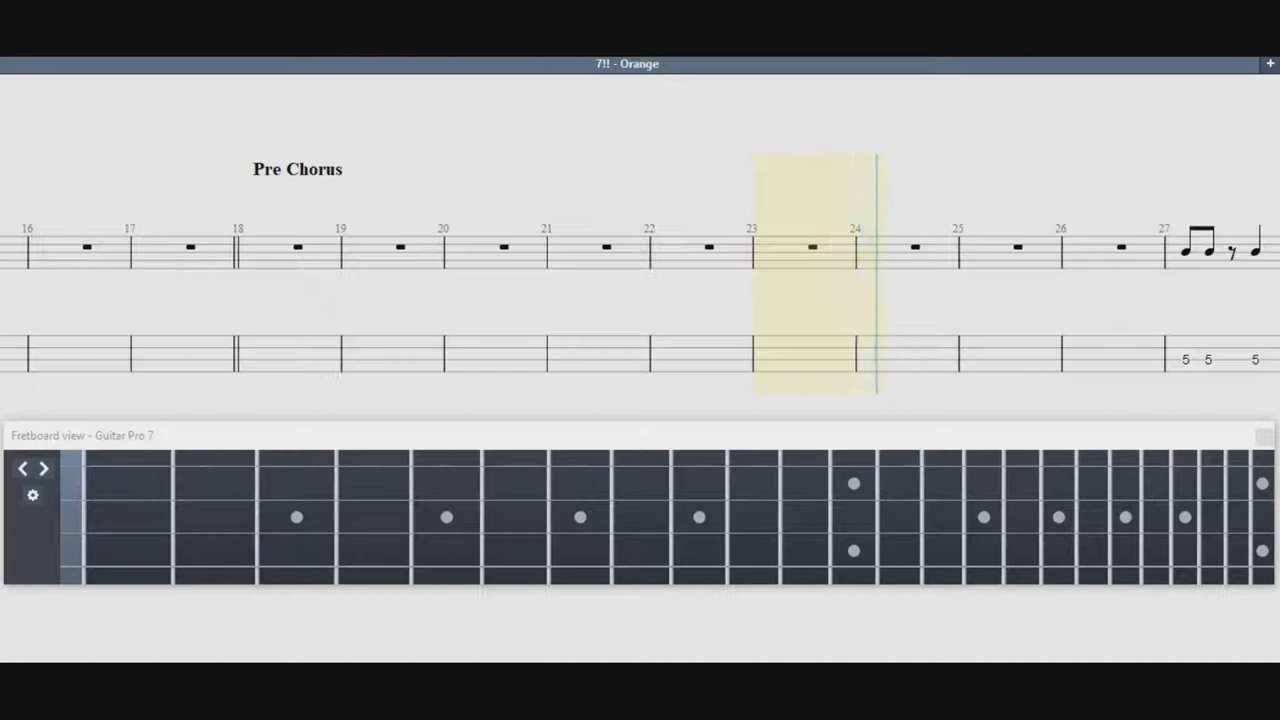 7!! - Orange
+
Pre Chorus
16 17 18 19 20 21 22 23 24 25 26 27
5 5 5
Fretboard view - Guitar Pro 7